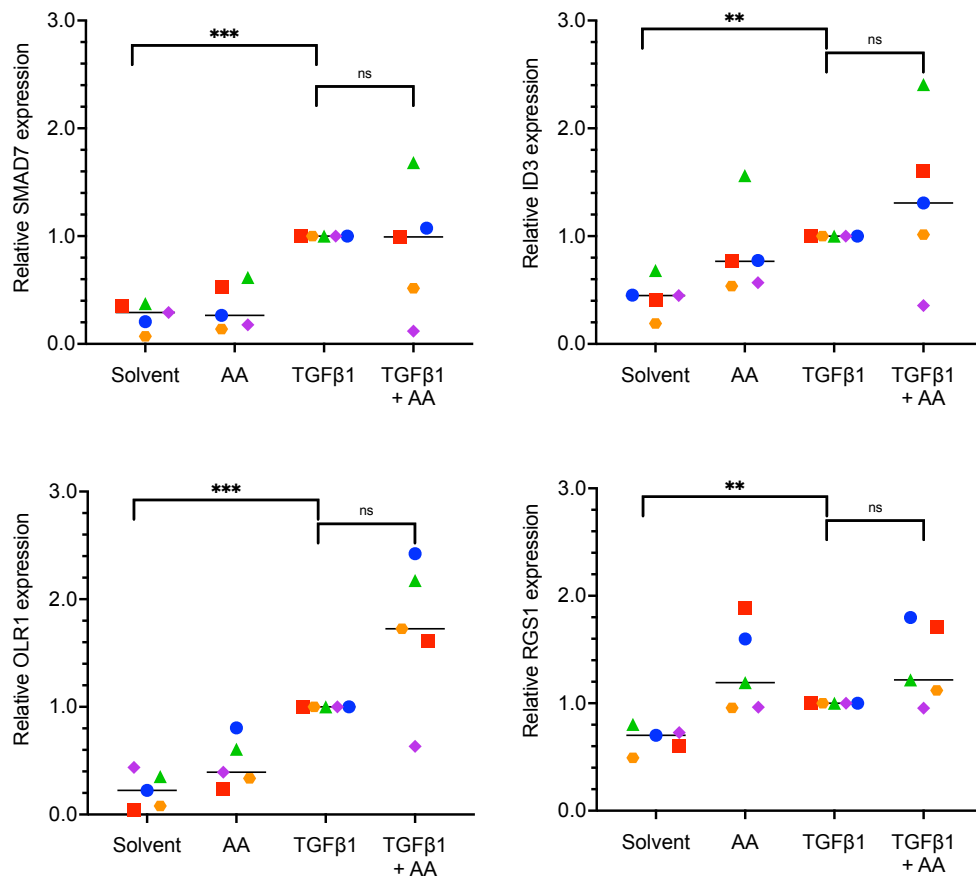 Relative SMAD7 expression
3.0
2.0
1.0
0.0
***
ns
Solvent
AA
TGFβ1
TGFβ1
+ AA
Relative ID3 expression
3.0
2.0
1.0
0.0
**
ns
Solvent
AA
TGFβ1
TGFβ1
+ AA
Relative OLR1 expression
3.0
2.0
1.0
0.0
***
ns
Solvent
AA
TGFβ1
TGFβ1
+ AA
Relative RGS1 expression
3.0
2.0
1.0
0.0
**
ns
Solvent
AA
TGFβ1
TGFβ1
+ AA